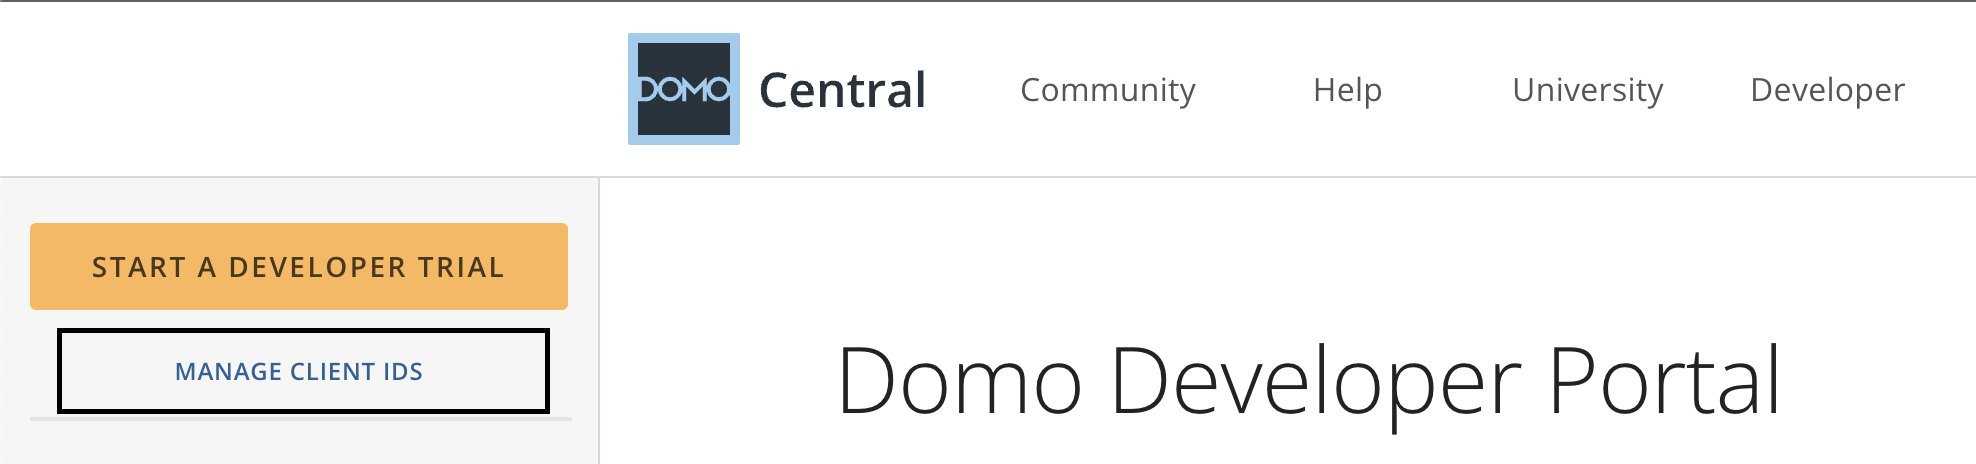 DOMO Central Community Help University Developer
START A DEVELOPER TRIAL
MANAGE CLIENT IDS
Domo Developer Portal